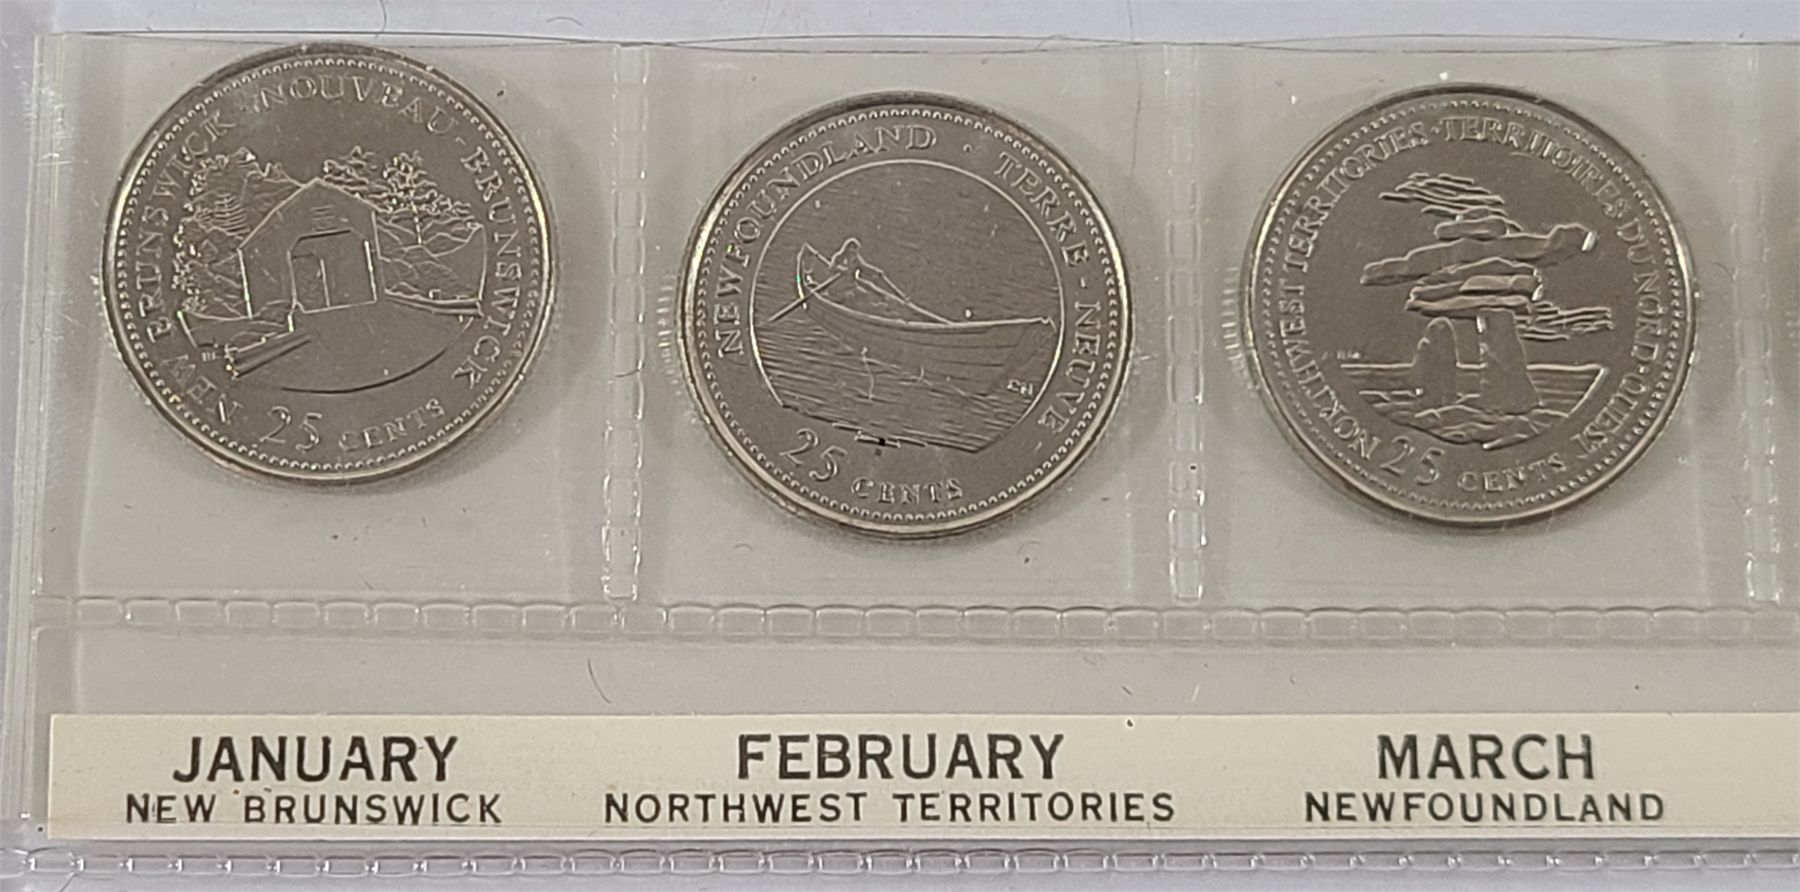 NEW BRUNSWICK · NOUVEAU-BRUNSWICK
25 CENTS
NEWFOUNDLAND · TERRE-NEUVE ·
25 CENTS
NORTHWEST TERRITORIES · TERRITOIRES DU NORD-OUEST
25 CENTS
JANUARY
NEW BRUNSWICK
FEBRUARY
NORTHWEST TERRITORIES
MARCH
NEWFOUNDLAND